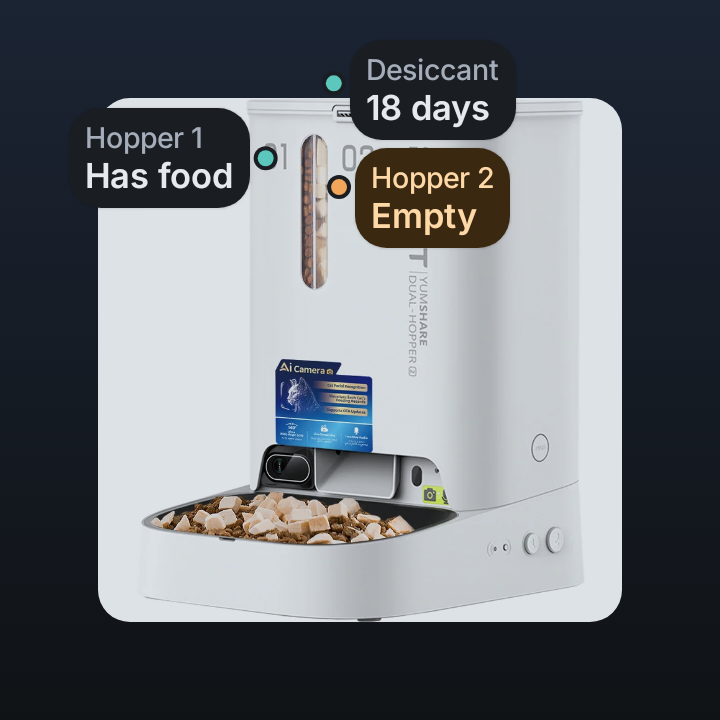 Desiccant
18 days
Hopper 1
Has food
Hopper 2
Empty
YUMSHARE
DUAL-HOPPER
Ai Camera